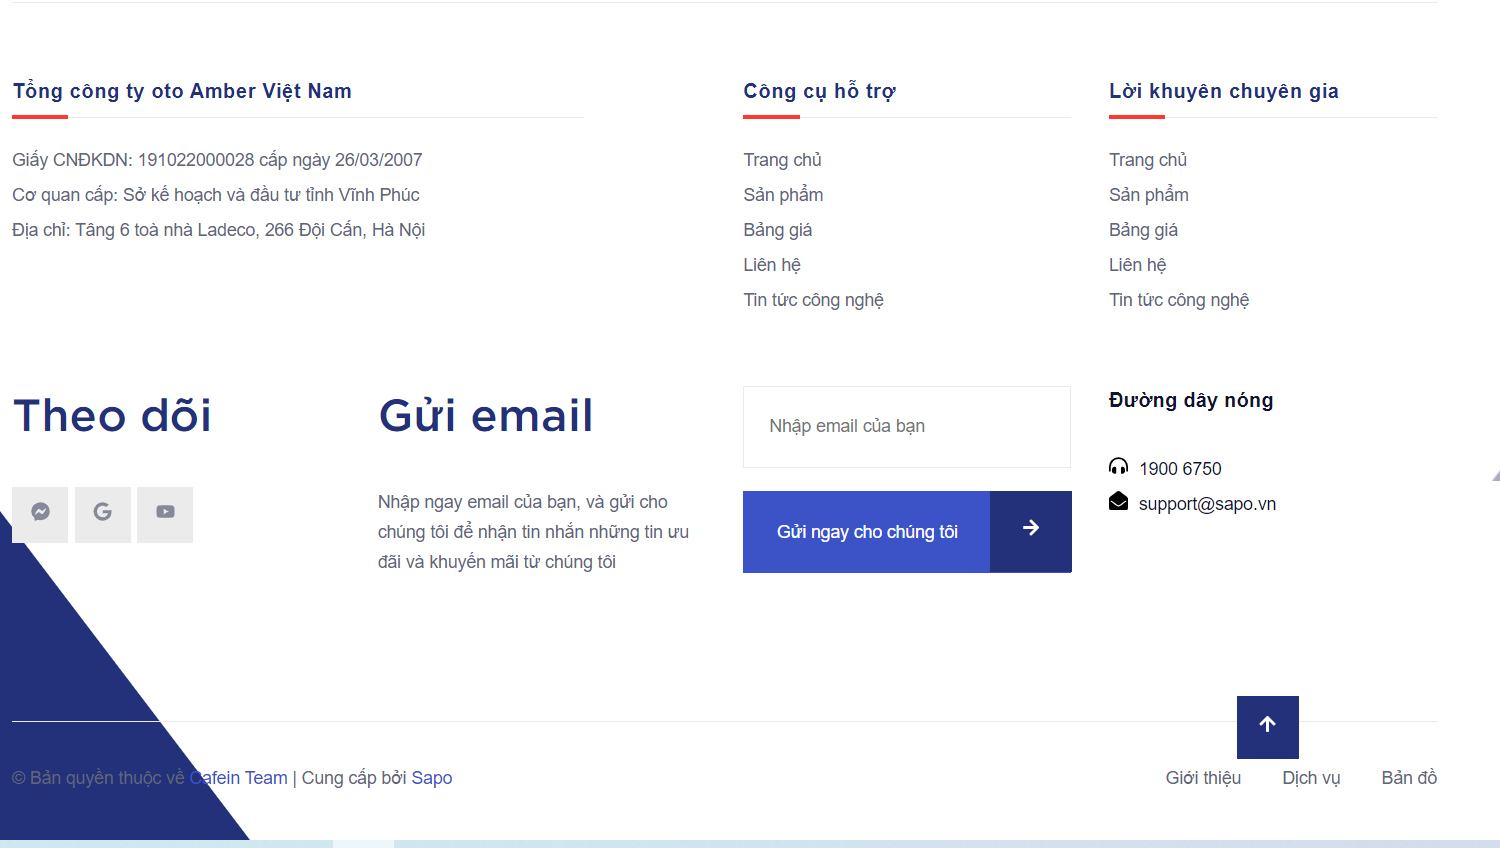 Tổng công ty oto Amber Việt Nam
Giấy CNĐKDN: 191022000028 cấp ngày 26/03/2007
Cơ quan cấp: Sở kế hoạch và đầu tư tỉnh Vĩnh Phúc
Địa chỉ: Tâng 6 toà nhà Ladeco, 266 Đội Cấn, Hà Nội
Công cụ hỗ trợ
Trang chủ
Sản phẩm
Bảng giá
Liên hệ
Tin tức công nghệ
Lời khuyên chuyên gia
Trang chủ
Sản phẩm
Bảng giá
Liên hệ
Tin tức công nghệ
Theo dõi
Gửi email
Nhập ngay email của bạn, và gửi cho
chúng tôi để nhận tin nhắn những tin ưu
đãi và khuyến mãi từ chúng tôi
Nhập email của bạn
Gửi ngay cho chúng tôi
Đường dây nóng
1900 6750
support@sapo.vn
© Bản quyền thuộc về Cafein Team | Cung cấp bởi Sapo
Giới thiệu Dịch vụ Bản đồ